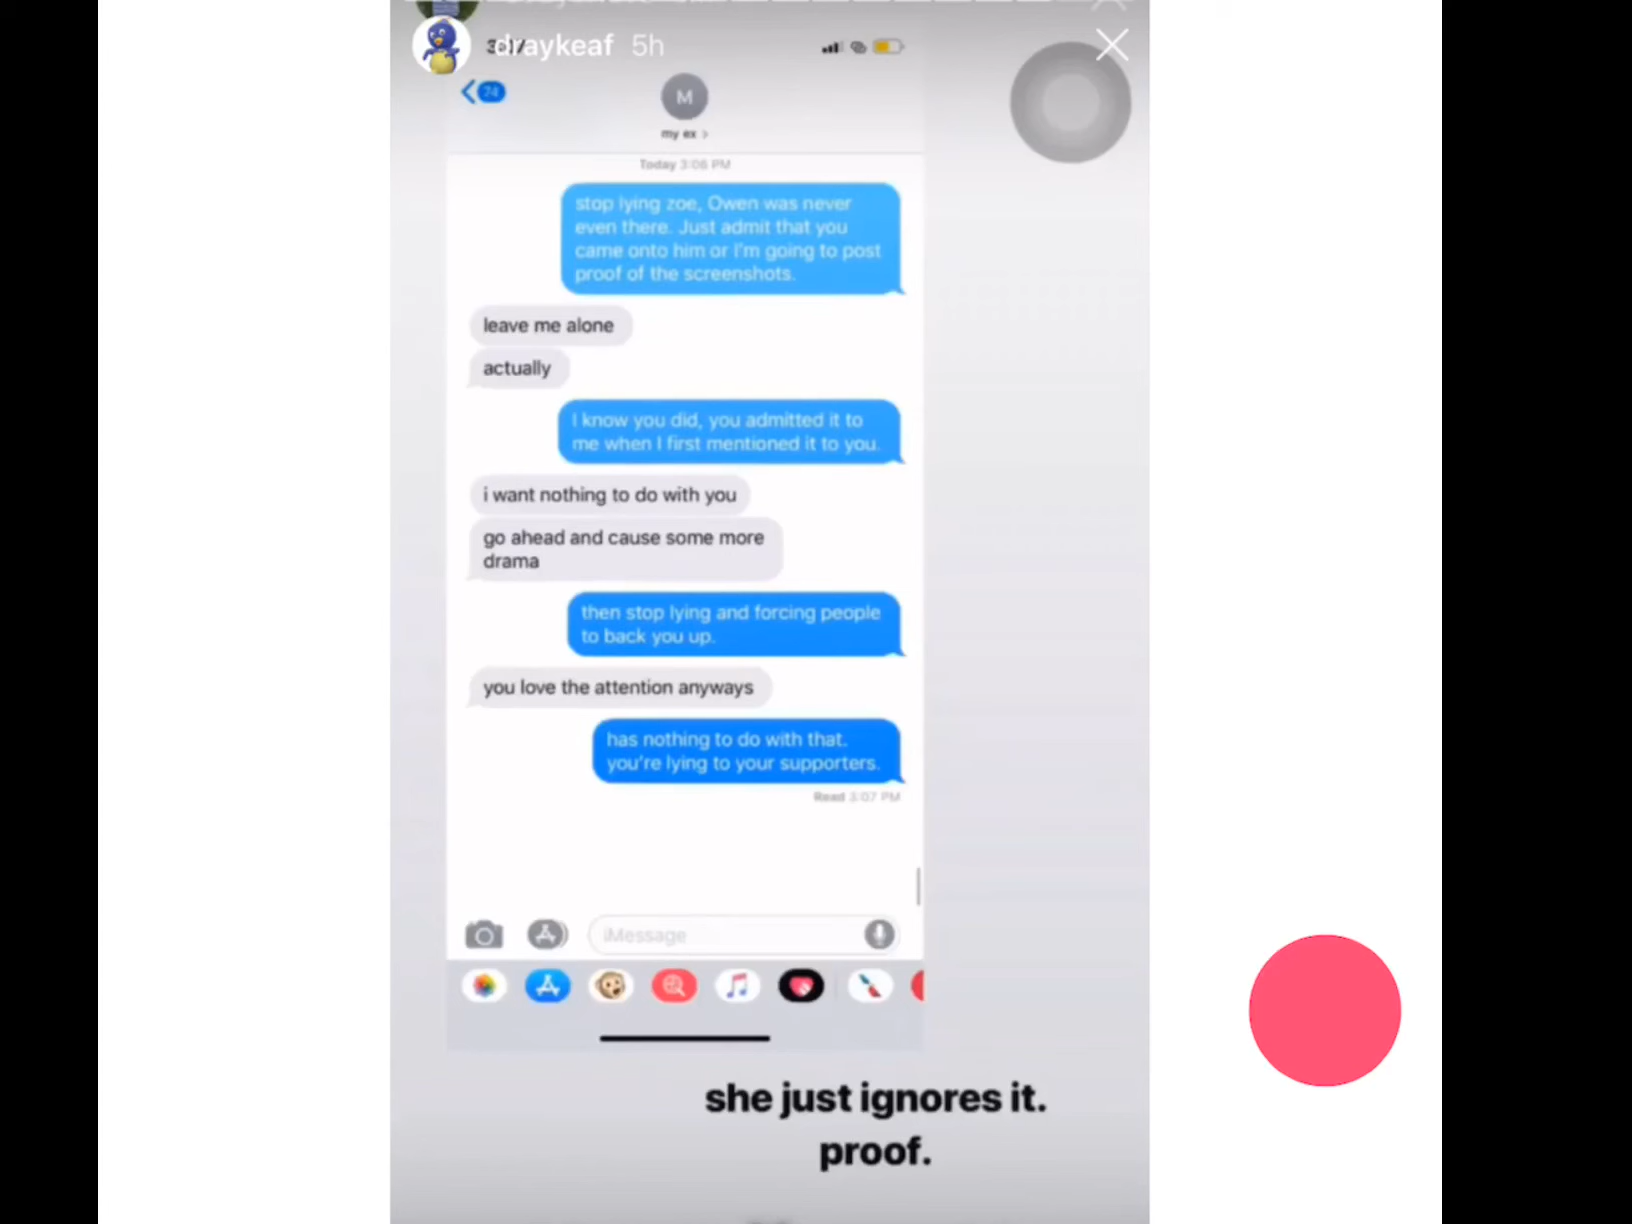 draykeaf 5h
74
M
my ex >
Today 3:06 PM
stop lying zoe, Owen was never
even there. Just admit that you
came onto him or I'm going to post
proof of the screenshots.
leave me alone
actually
I know you did, you admitted it to
me when I first mentioned it to you.
i want nothing to do with you
go ahead and cause some more
drama
then stop lying and forcing people
to back you up.
you love the attention anyways
has nothing to do with that.
you're lying to your supporters.
Read 3:07 PM
iMessage
she just ignores it.
proof.